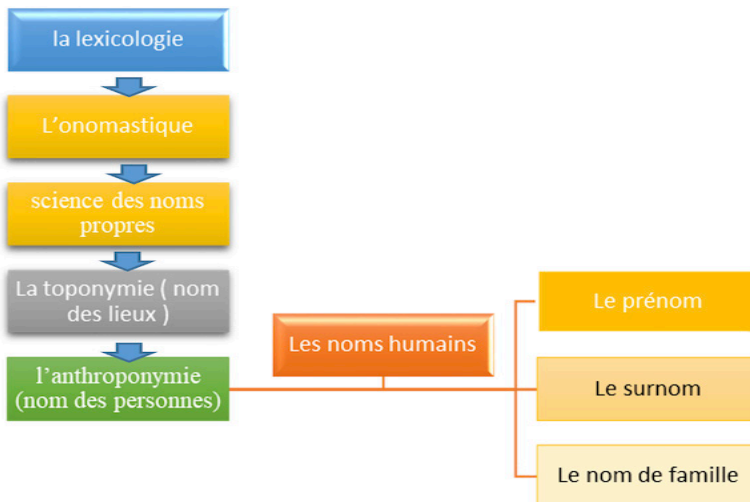 la lexicologie
L'onomastique
science des noms
propres
La toponymie ( nom
des lieux )
l’anthroponymie
(nom des personnes)
Les noms humains
Le prénom
Le surnom
Le nom de famille